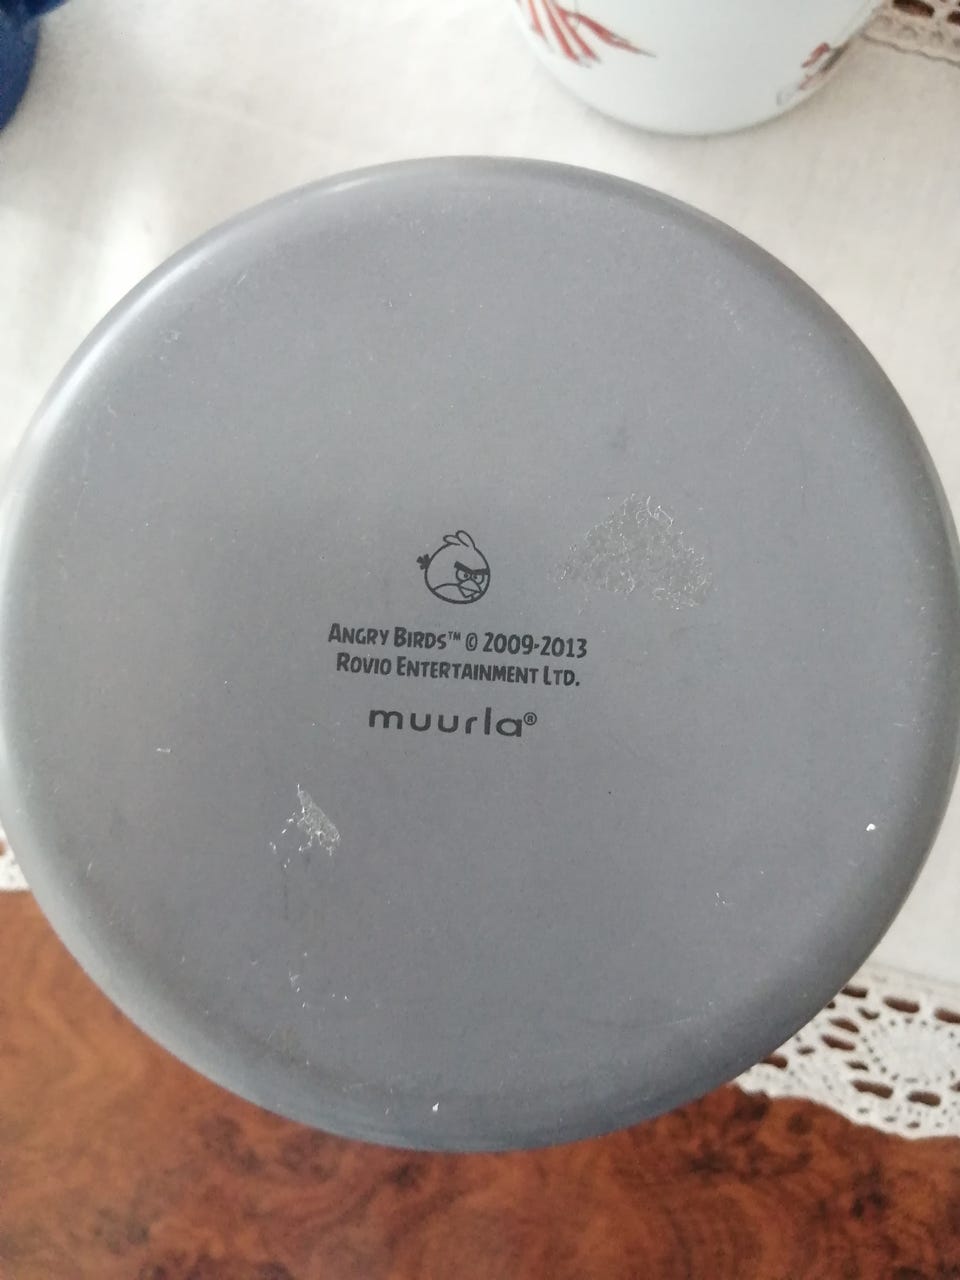 ANGRY BIRDS™ © 2009-2013
ROVIO ENTERTAINMENT LTD.
muurla®